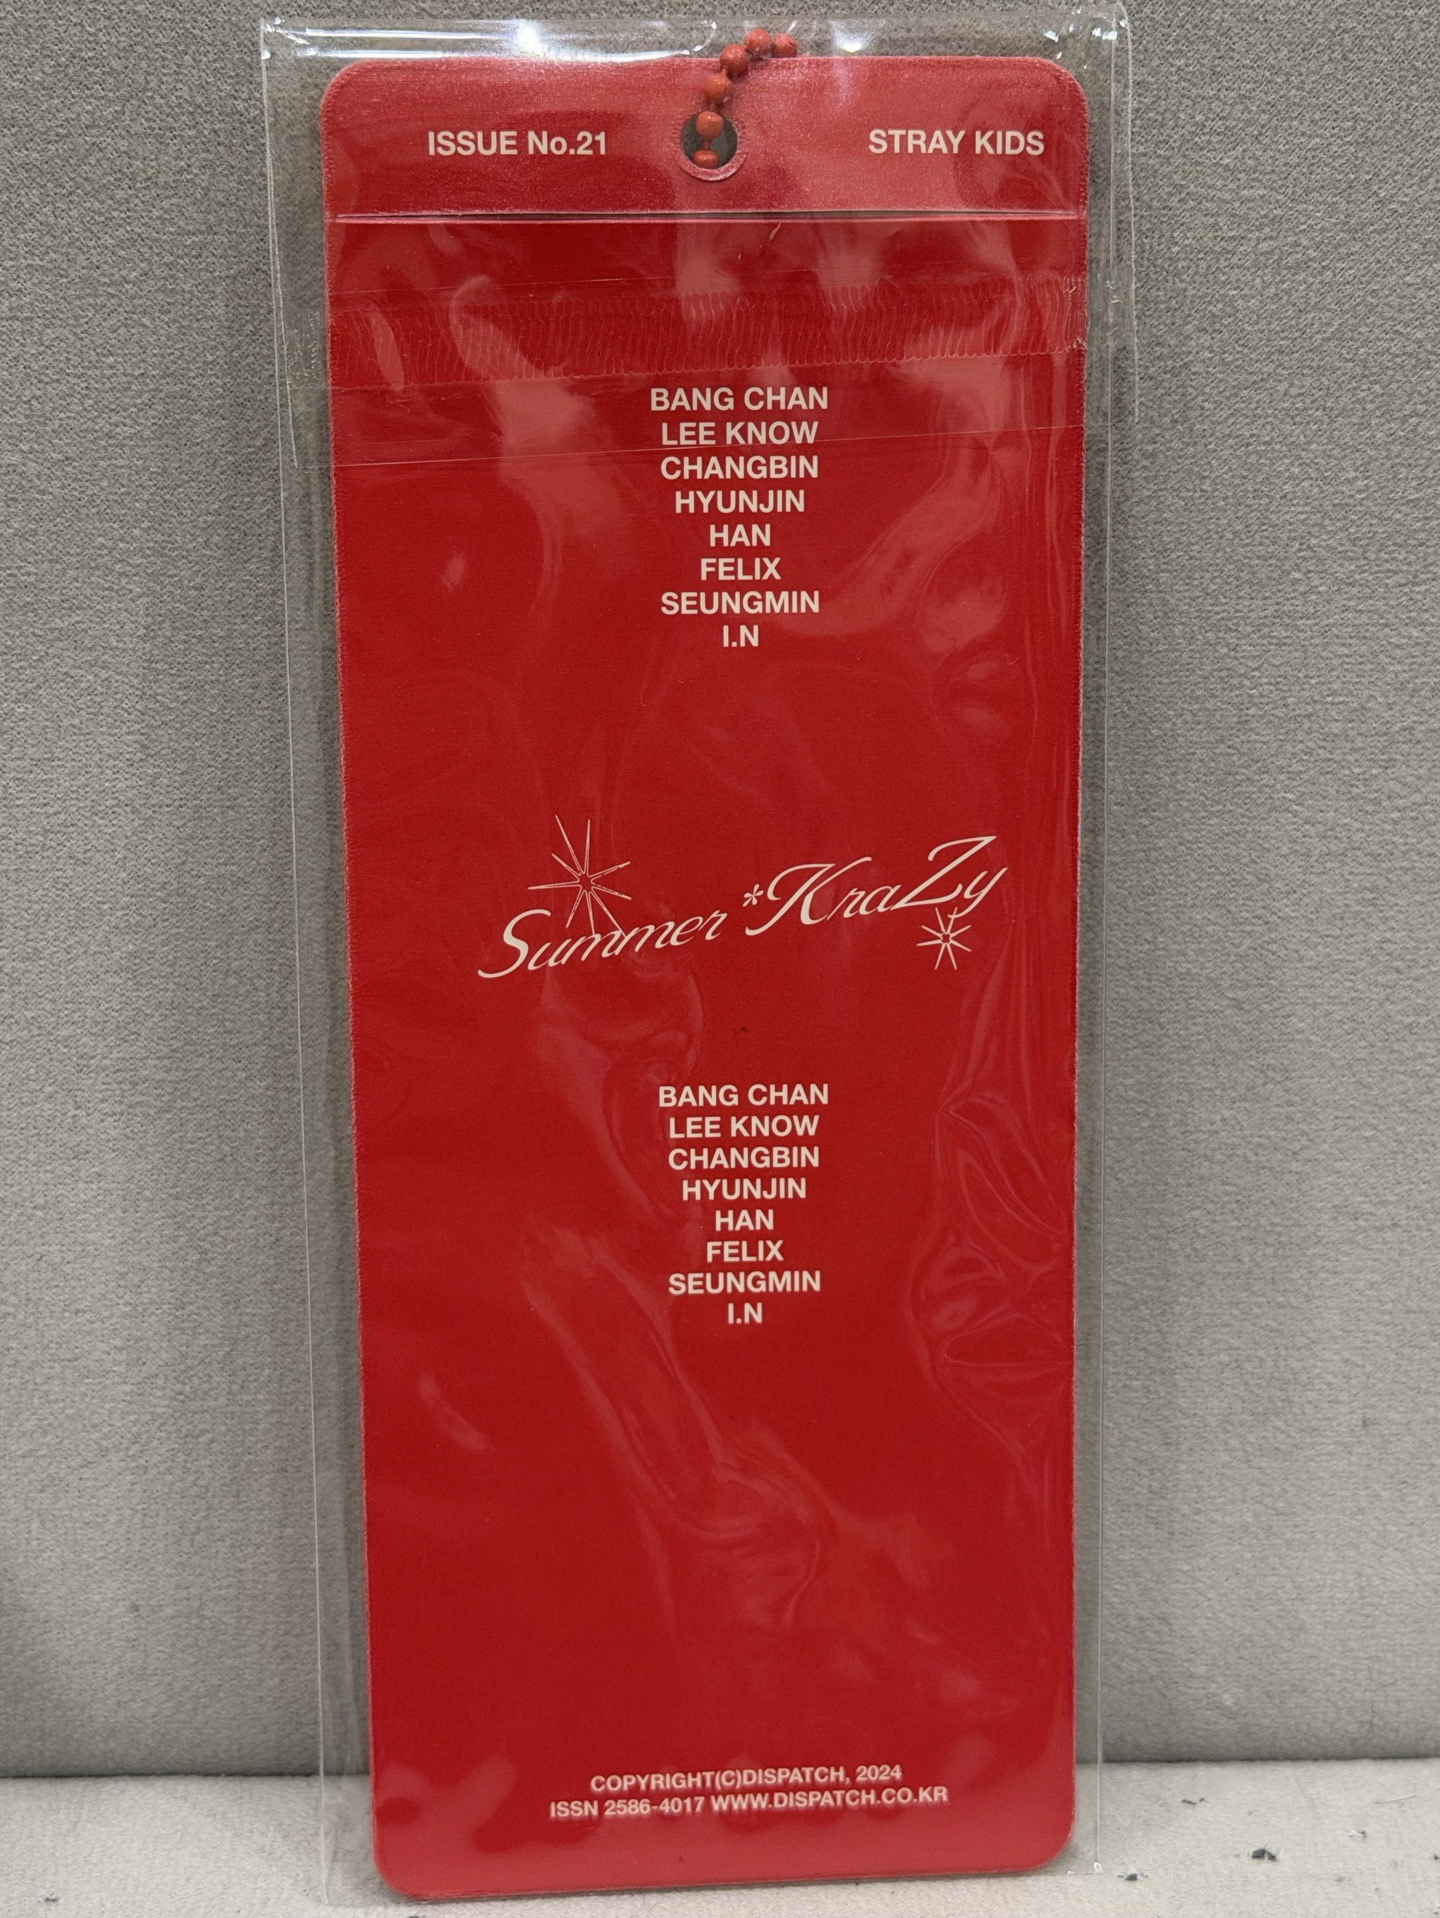 ISSUE No.21
STRAY KIDS
BANG CHAN
LEE KNOW
CHANGBIN
HYUNJIN
HAN
FELIX
SEUNGMIN
I.N
Summer *KraZy
BANG CHAN
LEE KNOW
CHANGBIN
HYUNJIN
HAN
FELIX
SEUNGMIN
I.N
COPYRIGHT(C)DISPATCH, 2024
ISSN 2586-4017 WWW.DISPATCH.CO.KR